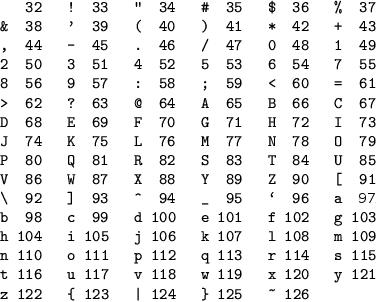 32 ! 33 " 34 # 35 $ 36 % 37
& 38 ' 39 ( 40 ) 41 * 42 + 43
, 44 - 45 . 46 / 47 0 48 1 49
2 50 3 51 4 52 5 53 6 54 7 55
8 56 9 57 : 58 ; 59 < 60 = 61
> 62 ? 63 @ 64 A 65 B 66 C 67
D 68 E 69 F 70 G 71 H 72 I 73
J 74 K 75 L 76 M 77 N 78 O 79
P 80 Q 81 R 82 S 83 T 84 U 85
V 86 W 87 X 88 Y 89 Z 90 [ 91
\ 92 ] 93 ^ 94 _ 95 ‘ 96 a 97
b 98 c 99 d 100 e 101 f 102 g 103
h 104 i 105 j 106 k 107 l 108 m 109
n 110 o 111 p 112 q 113 r 114 s 115
t 116 u 117 v 118 w 119 x 120 y 121
z 122 { 123 | 124 } 125 ~ 126